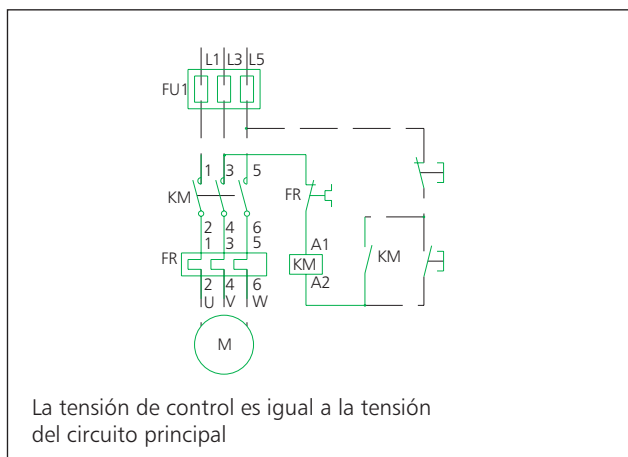 L1 L3 L5
FU1
1 3 5
KM
FR
2 4 6
1 3 5
A1
KM
KM
FR
A2
2 4 6
U V W
M
La tensión de control es igual a la tensión
del circuito principal